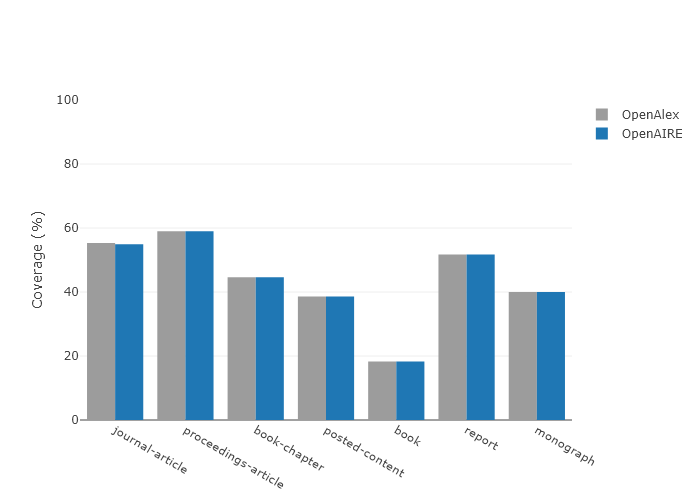 100
80
60
40
20
0
Coverage (%)
journal-article
proceedings-article
book-chapter
posted-content
book
report
monograph
OpenAlex
OpenAIRE